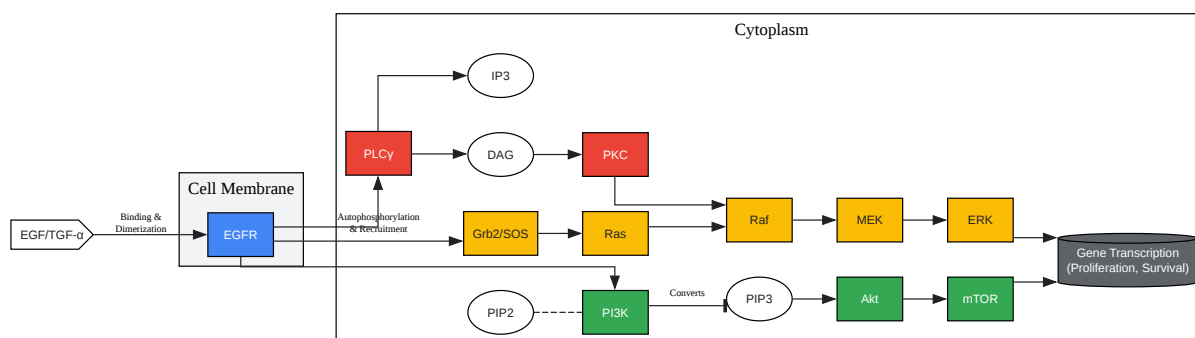 Cytoplasm
IP3
PLCγ
DAG
PKC
Cell Membrane
EGF/TGF-α
Binding &
Dimerization
EGFR
Autophosphorylation
& Recruitment
Grb2/SOS
Ras
Raf
MEK
ERK
Gene Transcription
(Proliferation, Survival)
PIP2
PI3K
Converts
PIP3
Akt
mTOR